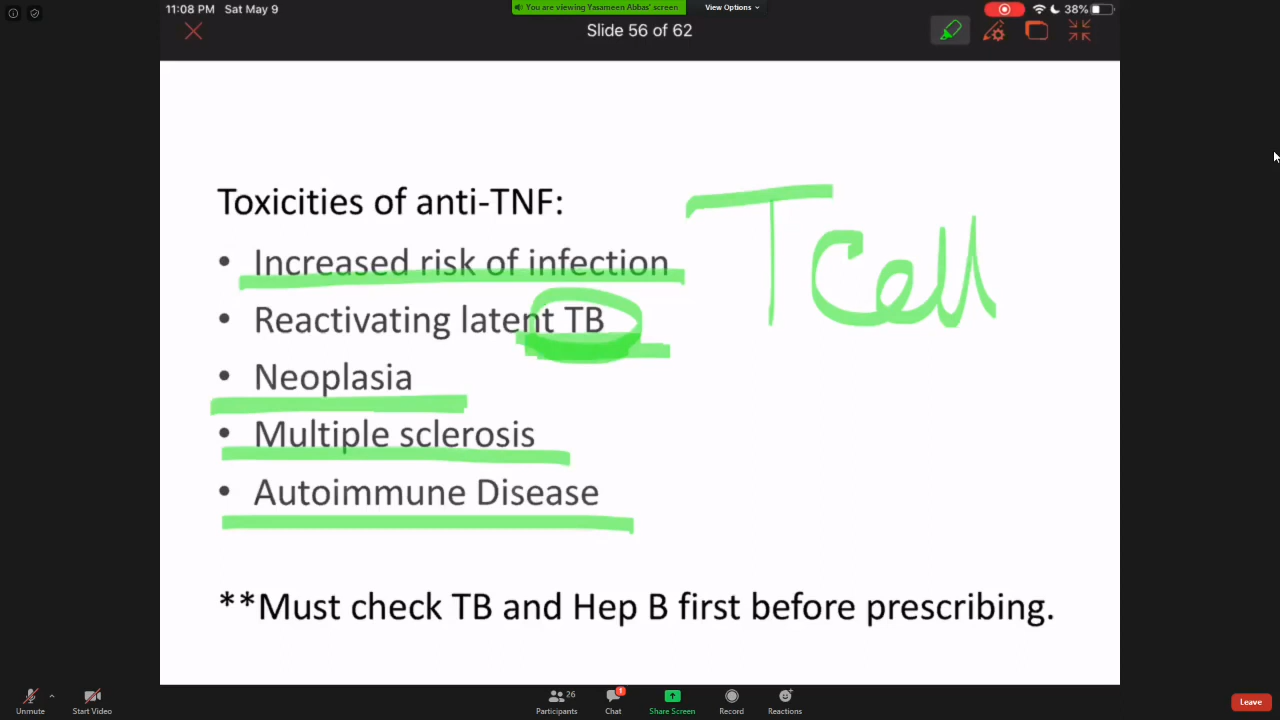 11:08 PM Sat May 9
You are viewing Yasameen Abbas' screen
View Options
38%
Slide 56 of 62
Toxicities of anti-TNF:
• Increased risk of infection
• Reactivating latent TB
• Neoplasia
• Multiple sclerosis
• Autoimmune Disease
T cell
**Must check TB and Hep B first before prescribing.
Unmute
Start Video
26
Participants
1
Chat
Share Screen
Record
Reactions
Leave